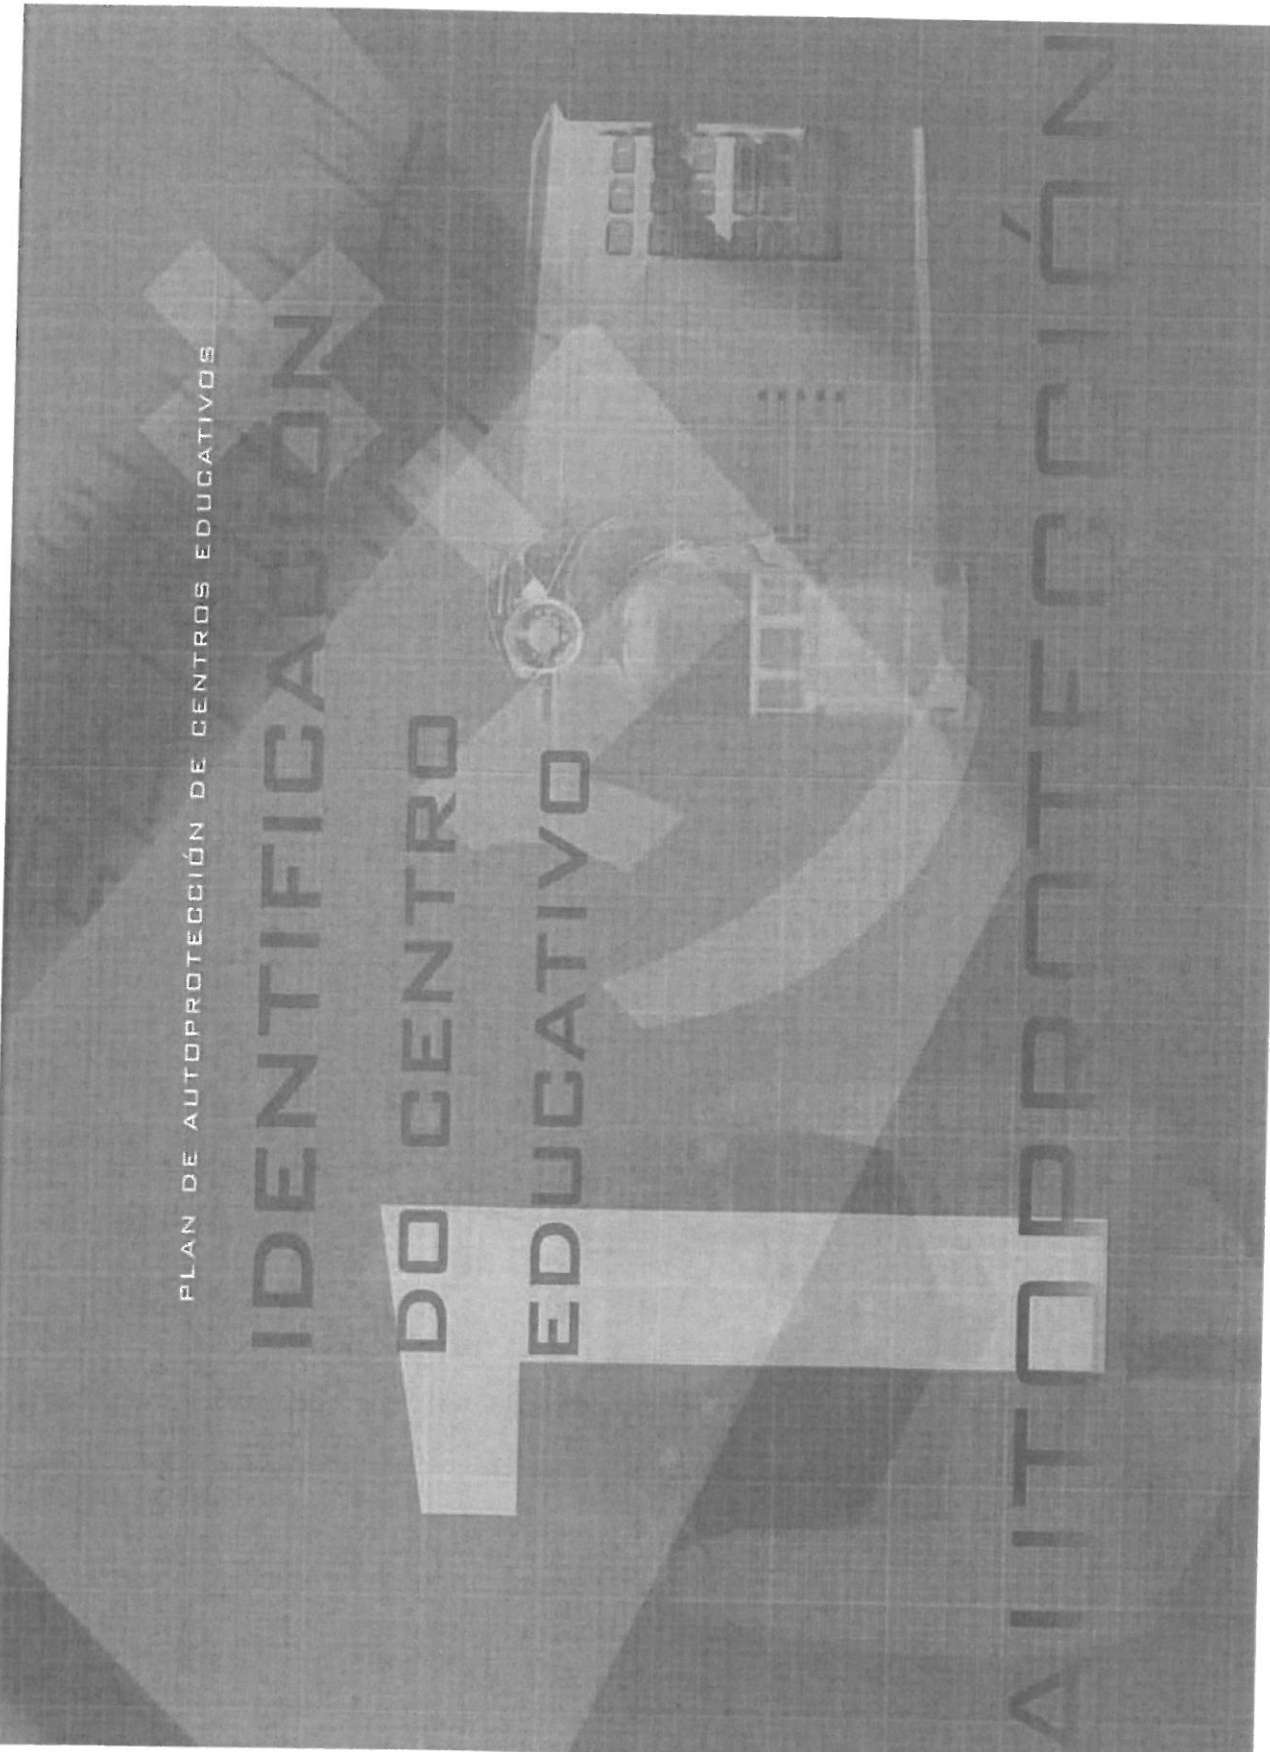 PLAN DE AUTOPROTECCIÓN DE CENTROS EDUCATIVOS
IDENTIFICACIÓN
DO CENTRO
EDUCATIVO
1
AUTOPROTECCIÓN